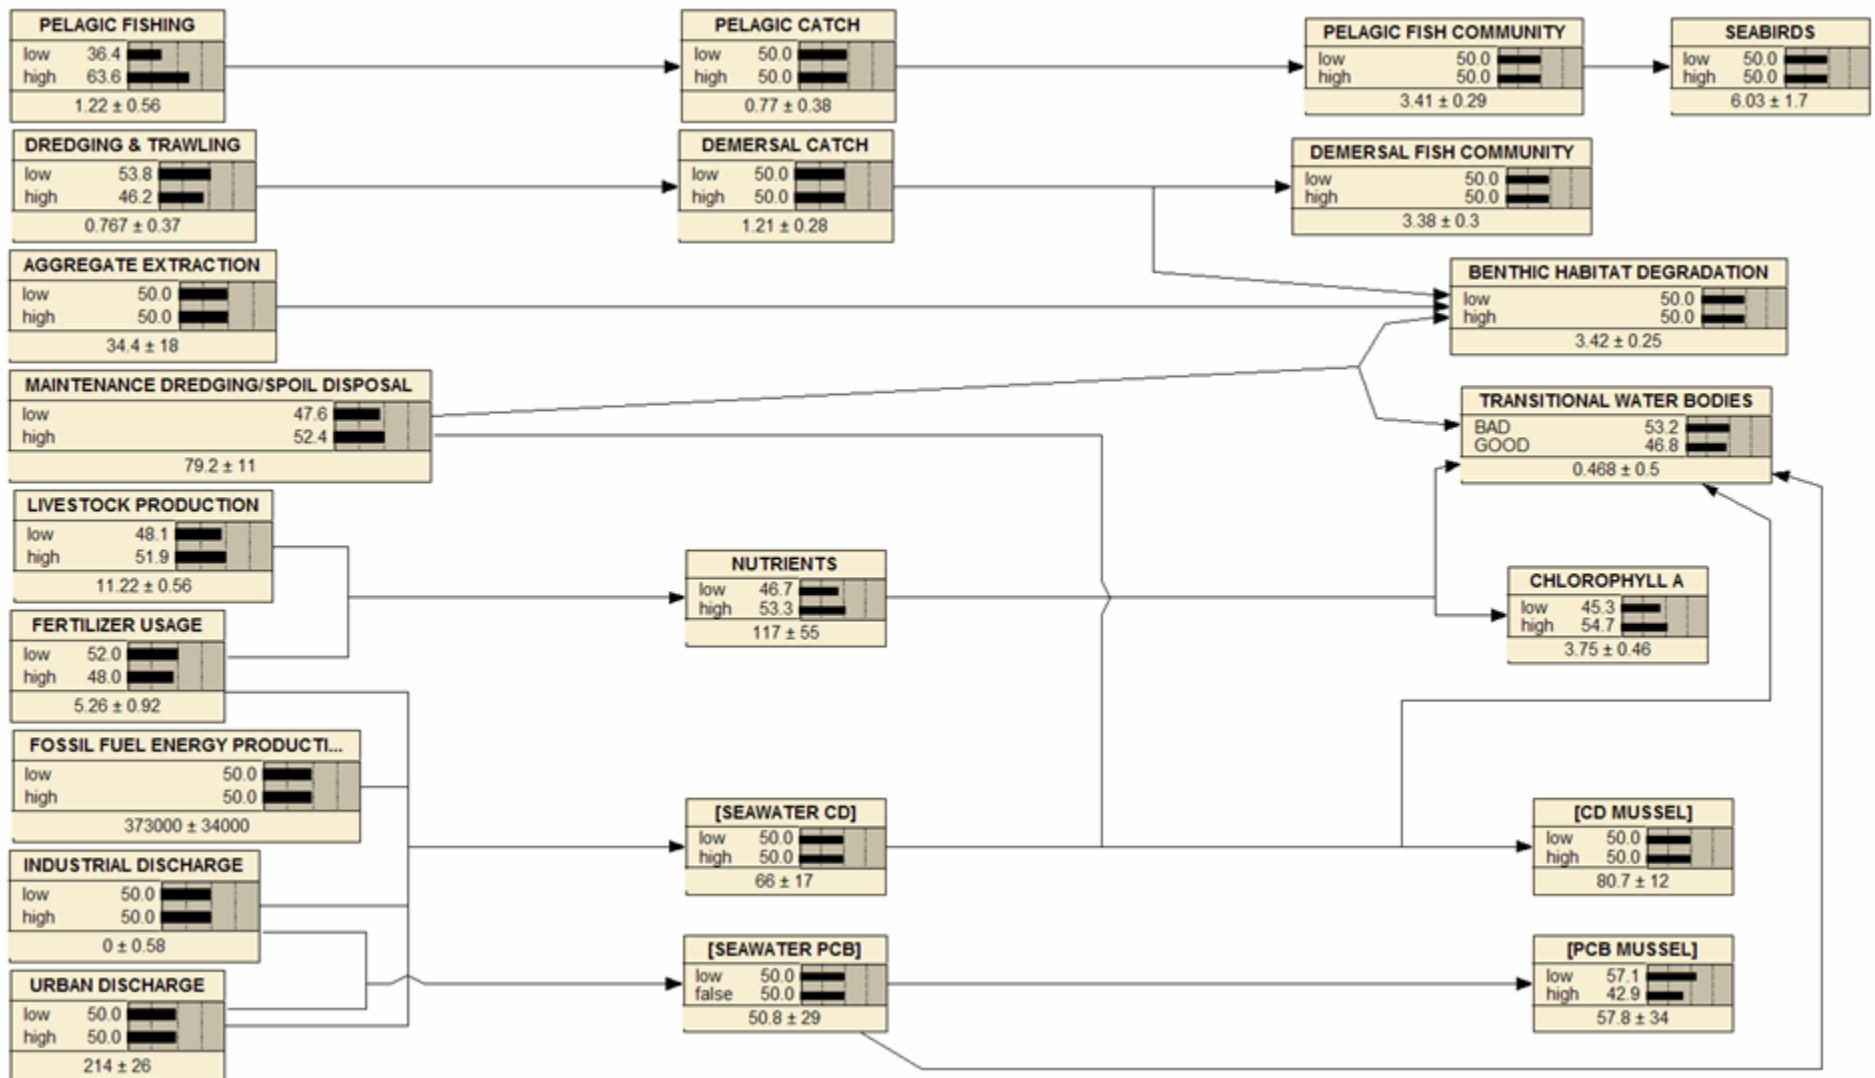 PELAGIC FISHING
low 36.4
high 63.6
1.22 ± 0.56
PELAGIC CATCH
low 50.0
high 50.0
0.77 ± 0.38
PELAGIC FISH COMMUNITY
low 50.0
high 50.0
3.41 ± 0.29
SEABIRDS
low 50.0
high 50.0
6.03 ± 1.7
DREDGING & TRAWLING
low 53.8
high 46.2
0.767 ± 0.37
DEMERSAL CATCH
low 50.0
high 50.0
1.21 ± 0.28
DEMERSAL FISH COMMUNITY
low 50.0
high 50.0
3.38 ± 0.3
AGGREGATE EXTRACTION
low 50.0
high 50.0
34.4 ± 18
BENTHIC HABITAT DEGRADATION
low 50.0
high 50.0
3.42 ± 0.25
MAINTENANCE DREDGING/SPOIL DISPOSAL
low 47.6
high 52.4
79.2 ± 11
TRANSITIONAL WATER BODIES
BAD 53.2
GOOD 46.8
0.468 ± 0.5
LIVESTOCK PRODUCTION
low 48.1
high 51.9
11.22 ± 0.56
NUTRIENTS
low 46.7
high 53.3
117 ± 55
CHLOROPHYLL A
low 45.3
high 54.7
3.75 ± 0.46
FERTILIZER USAGE
low 52.0
high 48.0
5.26 ± 0.92
FOSSIL FUEL ENERGY PRODUCTI...
low 50.0
high 50.0
373000 ± 34000
[SEAWATER CD]
low 50.0
high 50.0
66 ± 17
[CD MUSSEL]
low 50.0
high 50.0
80.7 ± 12
INDUSTRIAL DISCHARGE
low 50.0
high 50.0
0 ± 0.58
[SEAWATER PCB]
low 50.0
false 50.0
50.8 ± 29
[PCB MUSSEL]
low 57.1
high 42.9
57.8 ± 34
URBAN DISCHARGE
low 50.0
high 50.0
214 ± 26